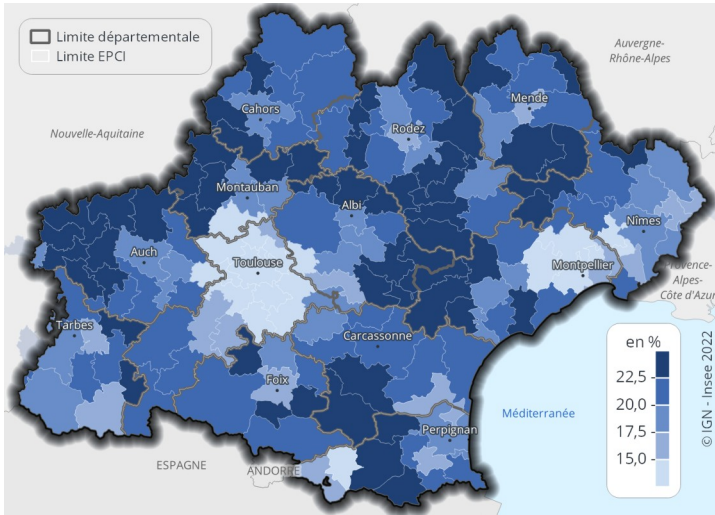 Limite départementale
Limite EPCI
Auvergne-
Rhône-Alpes
Nouvelle-Aquitaine
Mende
Cahors
Rodez
Montauban
Albi
Nîmes
Auch
Toulouse
Montpellier
Provence-
Alpes-
Côte d'Azur
Tarbes
Carcassonne
Foix
en %
22,5
20,0
17,5
15,0
Méditerranée
Perpignan
ESPAGNE
ANDORRE
© IGN - Insee 2022